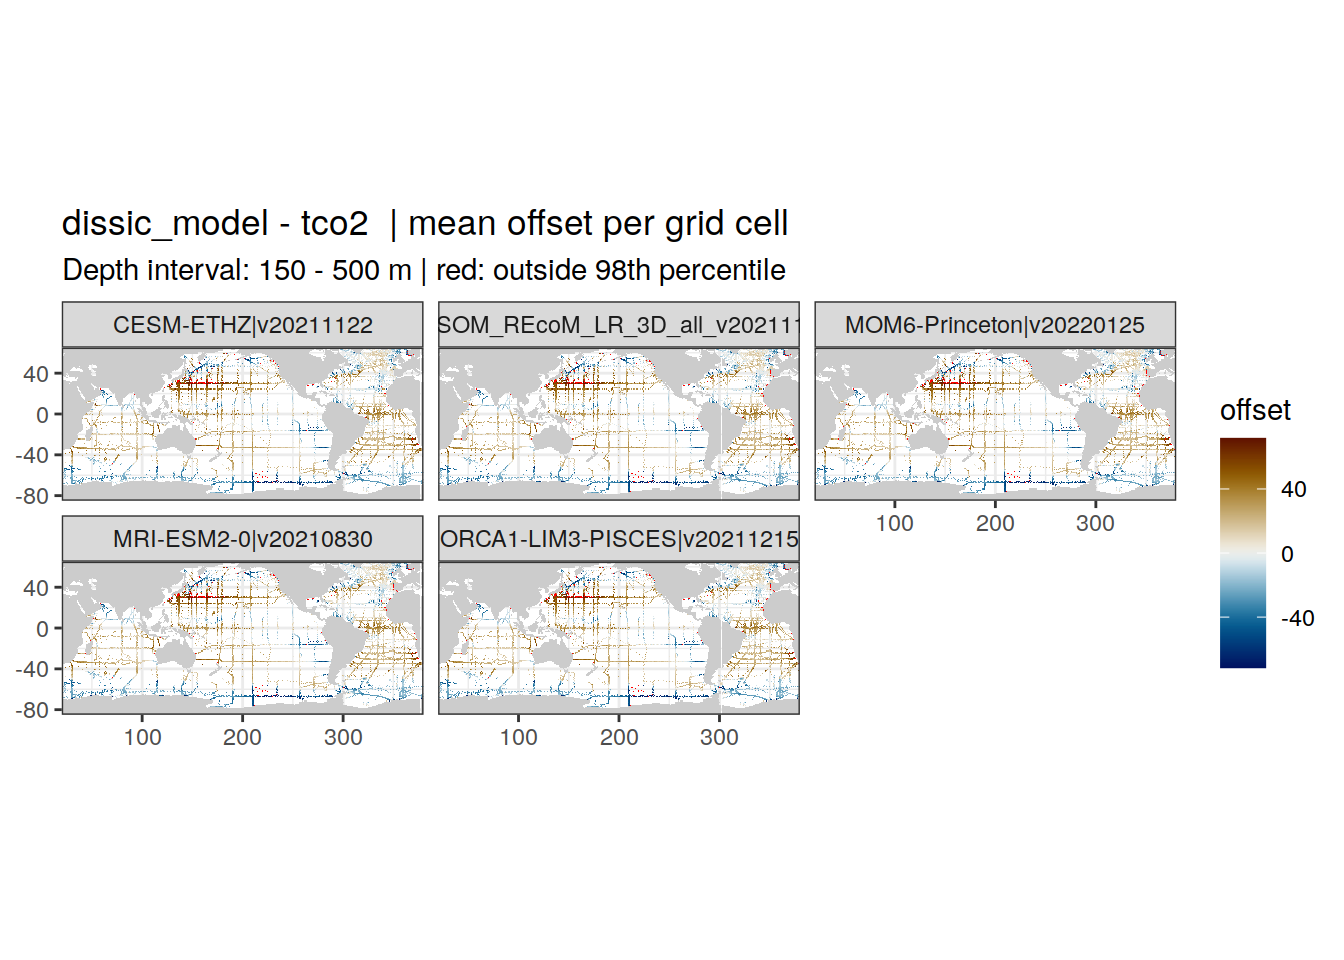 dissic_model - tco2 | mean offset per grid cell
Depth interval: 150 - 500 m | red: outside 98th percentile
CESM-ETHZ|v20211122
SOM_REcoM_LR_3D_all_v202111
MOM6-Princeton|v20220125
40
0
-40
-80
100
200
300
MRI-ESM2-0|v20210830
ORCA1-LIM3-PISCES|v20211215
40
0
-40
-80
100
200
300
100
200
300
offset
40
0
-40